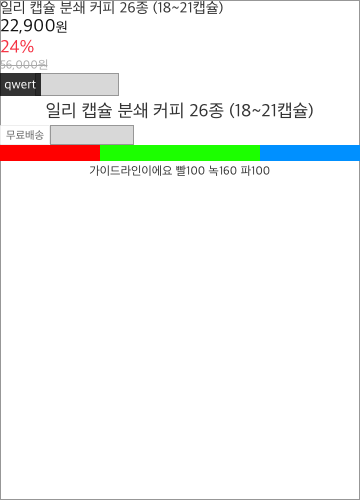 일리 캡슐 분쇄 커피 26종 (18~21캡슐)
22,900원
24%
56,000원
qwert
일리 캡슐 분쇄 커피 26종 (18~21캡슐)
무료배송
가이드라인이에요 빨100 녹160 파100